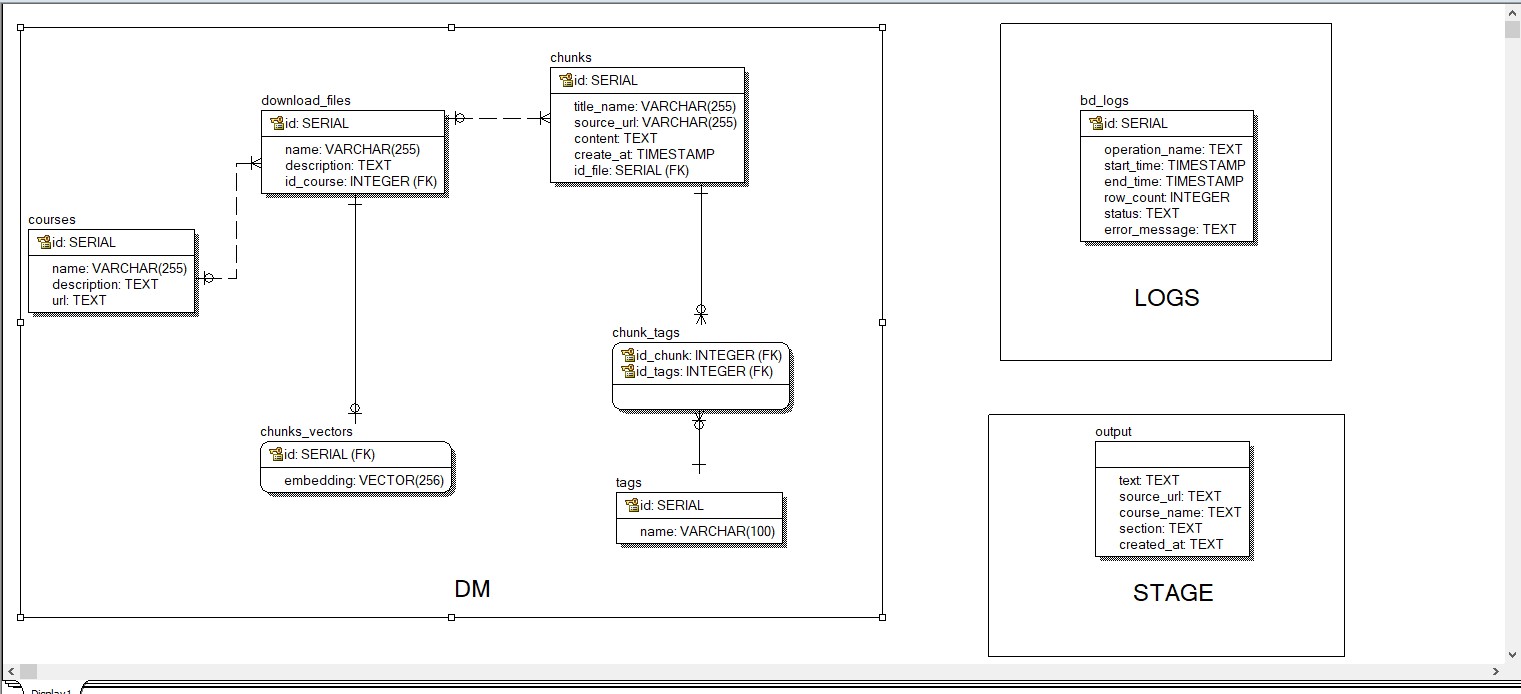 chunks
id: SERIAL
title_name: VARCHAR(255)
source_url: VARCHAR(255)
content: TEXT
create_at: TIMESTAMP
id_file: SERIAL (FK)
download_files
id: SERIAL
name: VARCHAR(255)
description: TEXT
id_course: INTEGER (FK)
courses
id: SERIAL
name: VARCHAR(255)
description: TEXT
url: TEXT
chunk_tags
id_chunk: INTEGER (FK)
id_tags: INTEGER (FK)
chunks_vectors
id: SERIAL (FK)
embedding: VECTOR(256)
tags
id: SERIAL
name: VARCHAR(100)
DM
bd_logs
id: SERIAL
operation_name: TEXT
start_time: TIMESTAMP
end_time: TIMESTAMP
row_count: INTEGER
status: TEXT
error_message: TEXT
LOGS
output
text: TEXT
source_url: TEXT
course_name: TEXT
section: TEXT
created_at: TEXT
STAGE
Display1